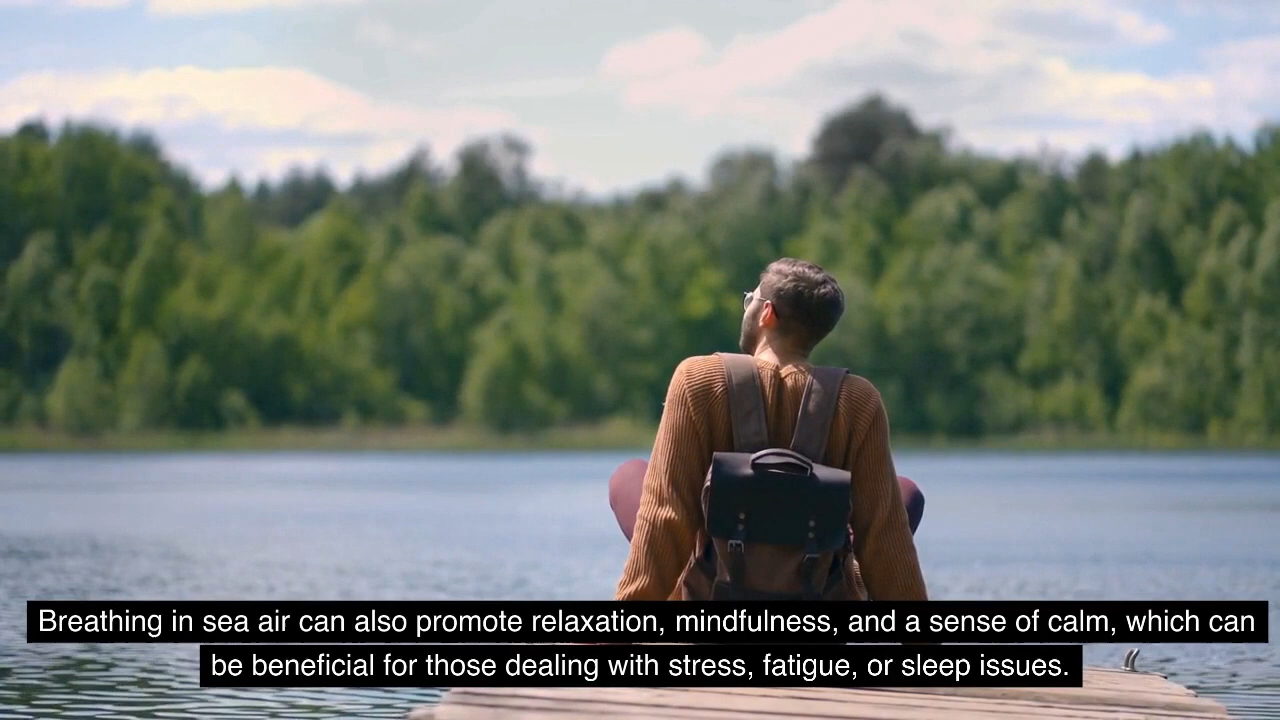 Breathing in sea air can also promote relaxation, mindfulness, and a sense of calm, which can
be beneficial for those dealing with stress, fatigue, or sleep issues.